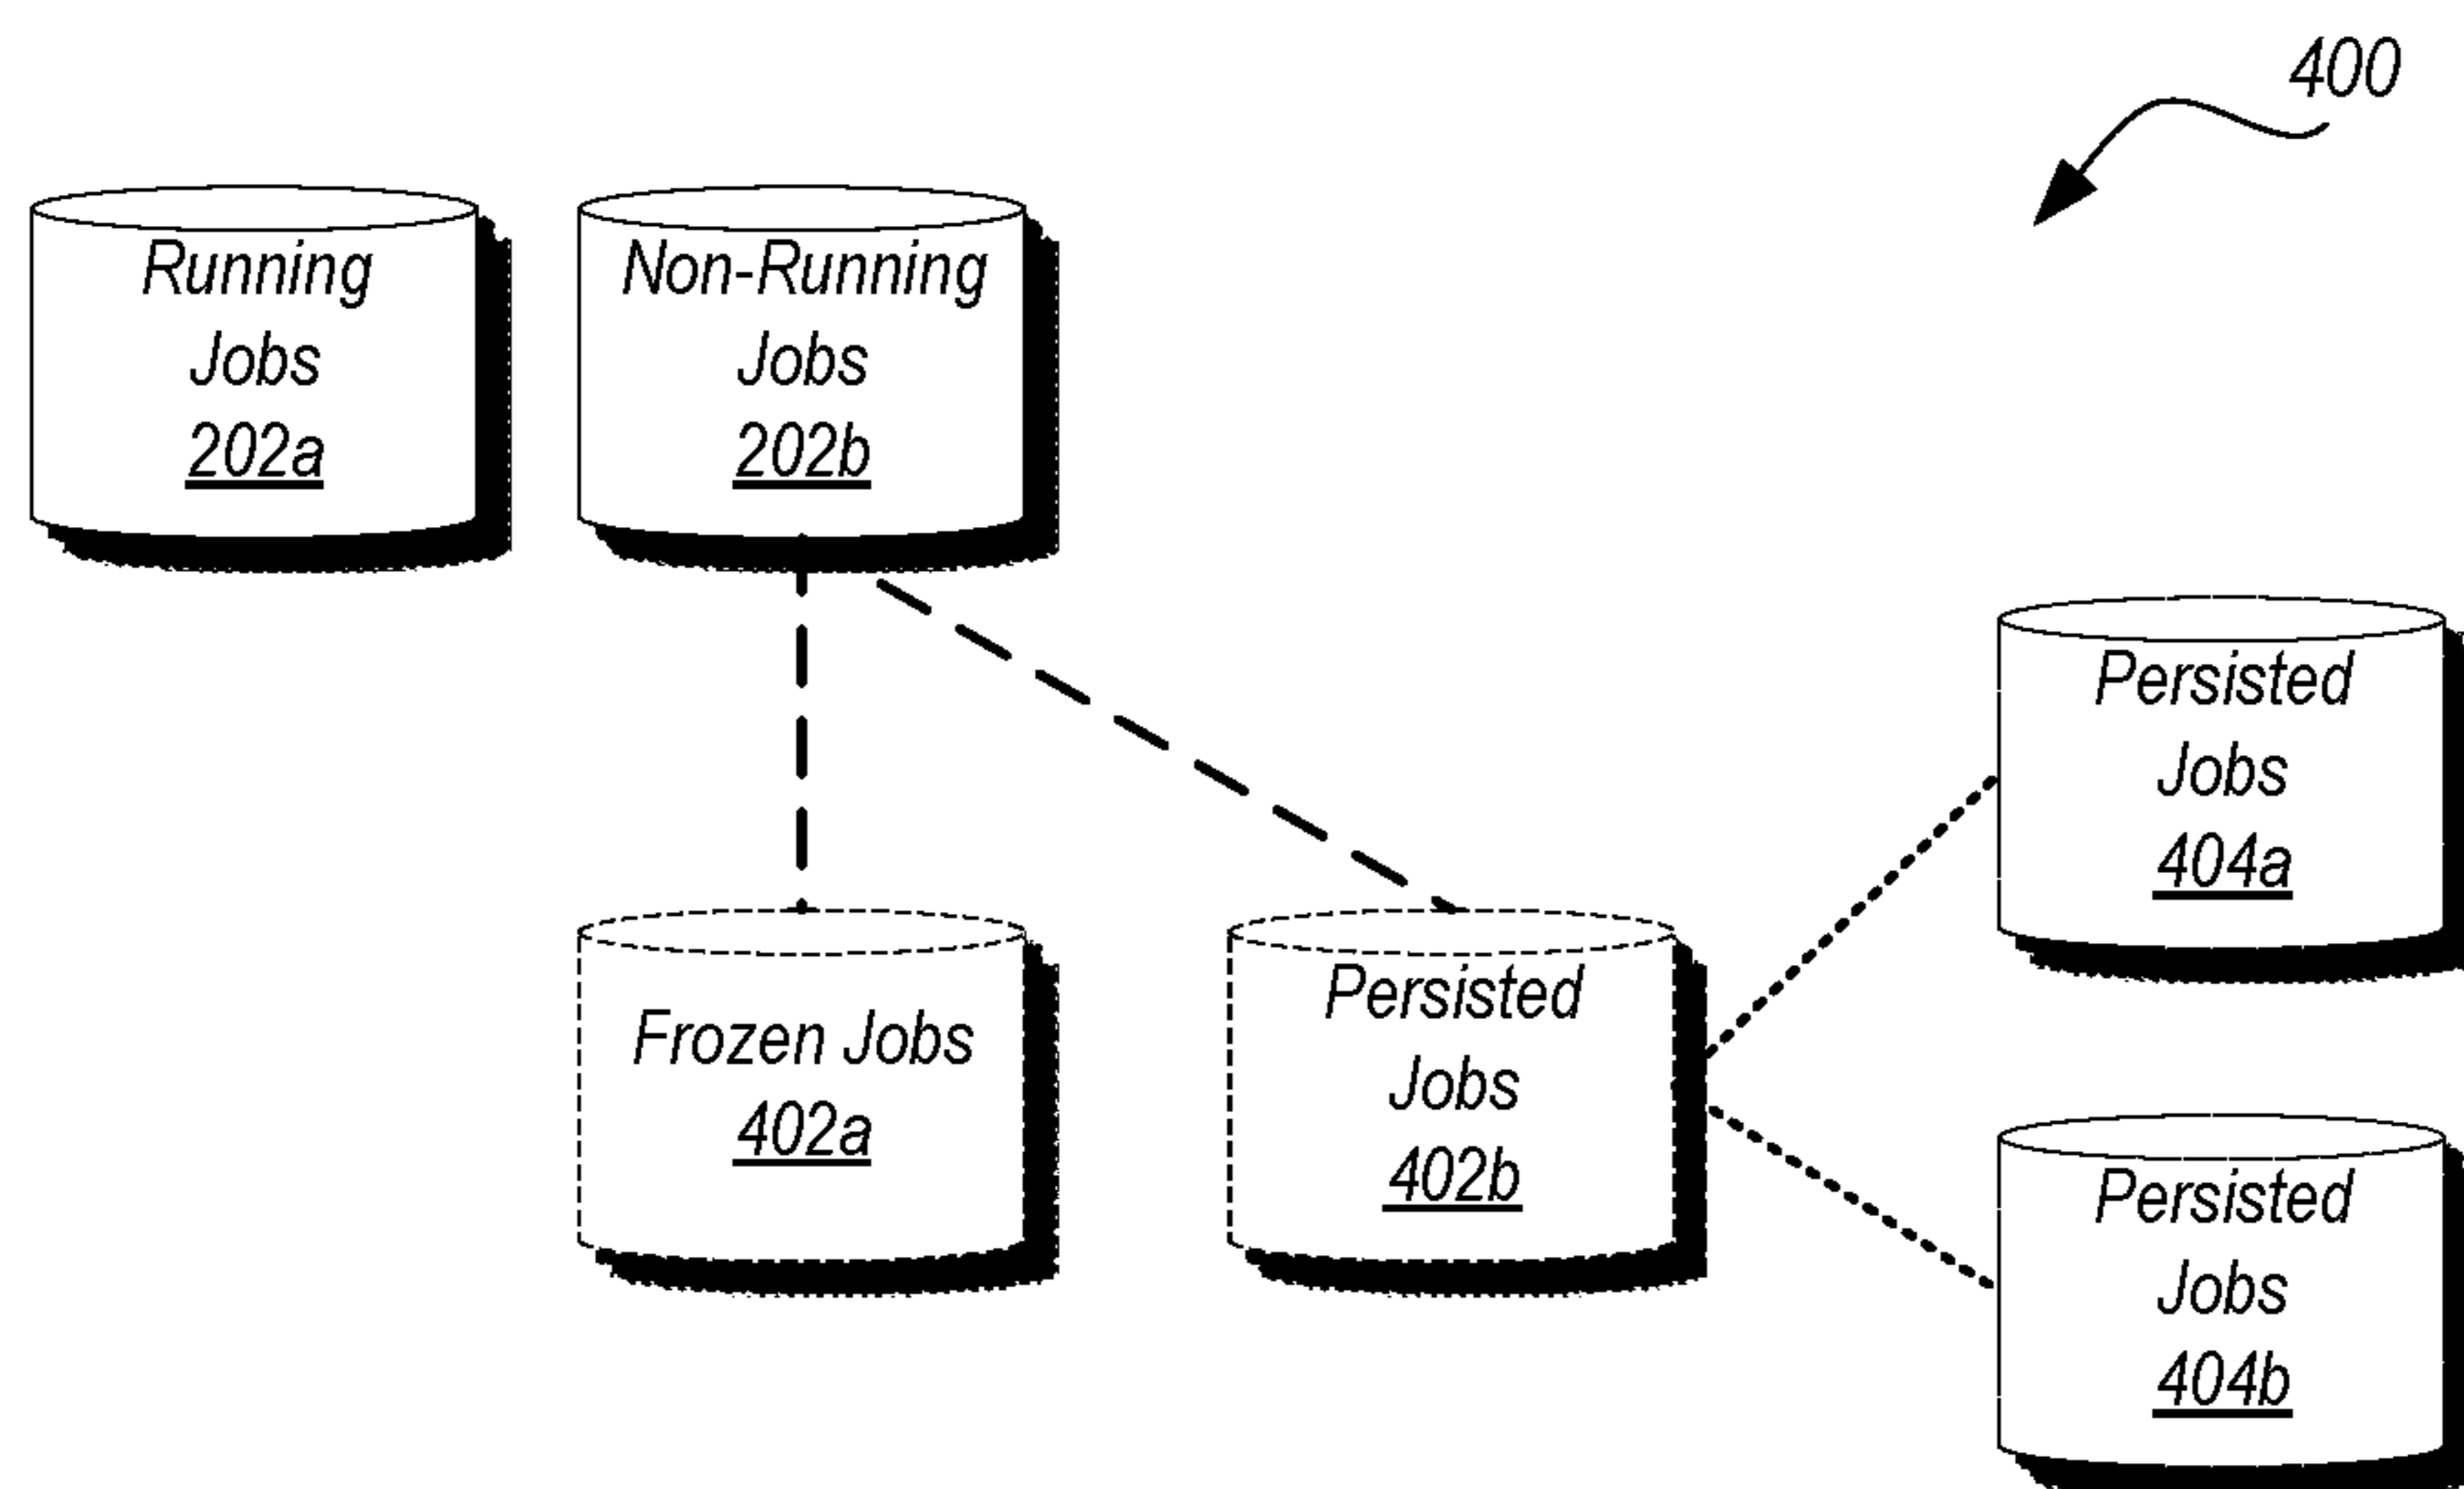 400
Running
Jobs
202a
Non-Running
Jobs
202b
Persisted
Jobs
404a
Frozen Jobs
402a
Persisted
Jobs
402b
Persisted
Jobs
404b